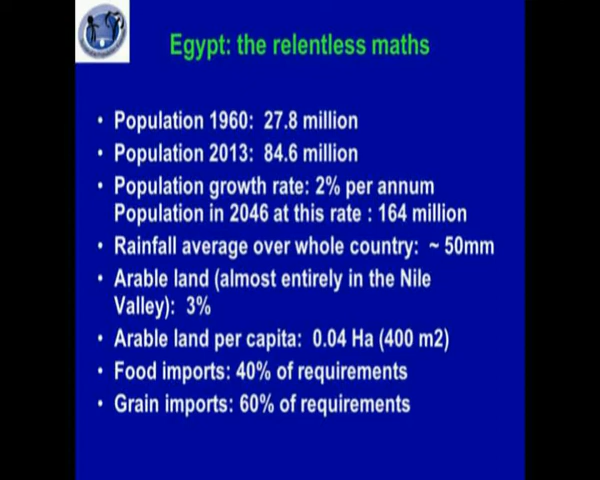 Egypt: the relentless maths
• Population 1960: 27.8 million
• Population 2013: 84.6 million
• Population growth rate: 2% per annum
Population in 2046 at this rate : 164 million
• Rainfall average over whole country: ~ 50mm
• Arable land (almost entirely in the Nile
Valley): 3%
• Arable land per capita: 0.04 Ha (400 m2)
• Food imports: 40% of requirements
• Grain imports: 60% of requirements